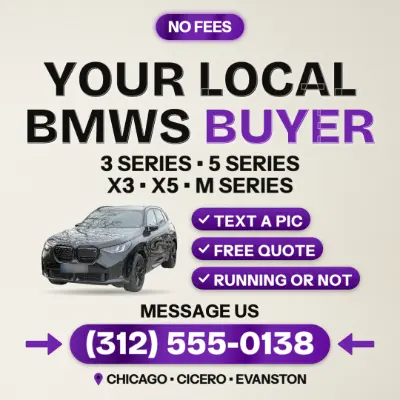 NO FEES
YOUR LOCAL
BMWS BUYER
3 SERIES ▪ 5 SERIES
X3 ▪ X5 ▪ M SERIES
✓ TEXT A PIC
✓ FREE QUOTE
✓ RUNNING OR NOT
MESSAGE US
(312) 555-0138
CHICAGO ▪ CICERO ▪ EVANSTON